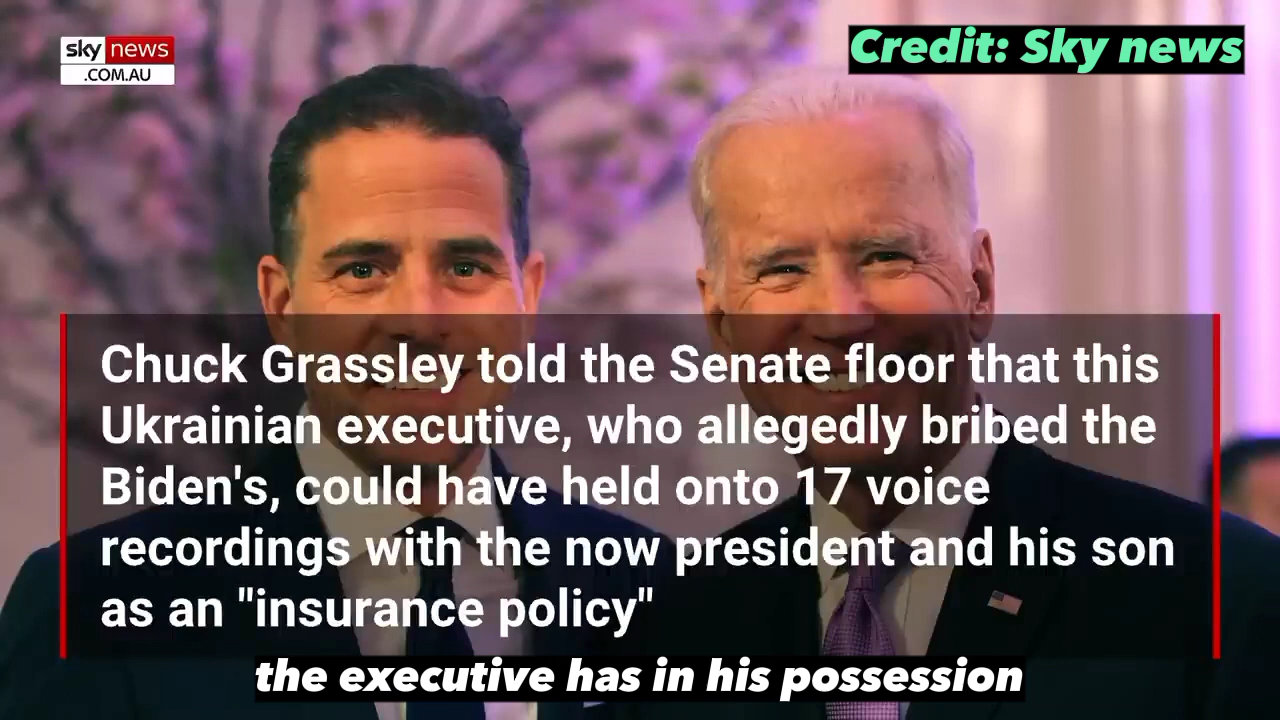 sky news
.COM.AU
Credit: Sky news
Chuck Grassley told the Senate floor that this
Ukrainian executive, who allegedly bribed the
Biden's, could have held onto 17 voice
recordings with the now president and his son
as an "insurance policy"
the executive has in his possession